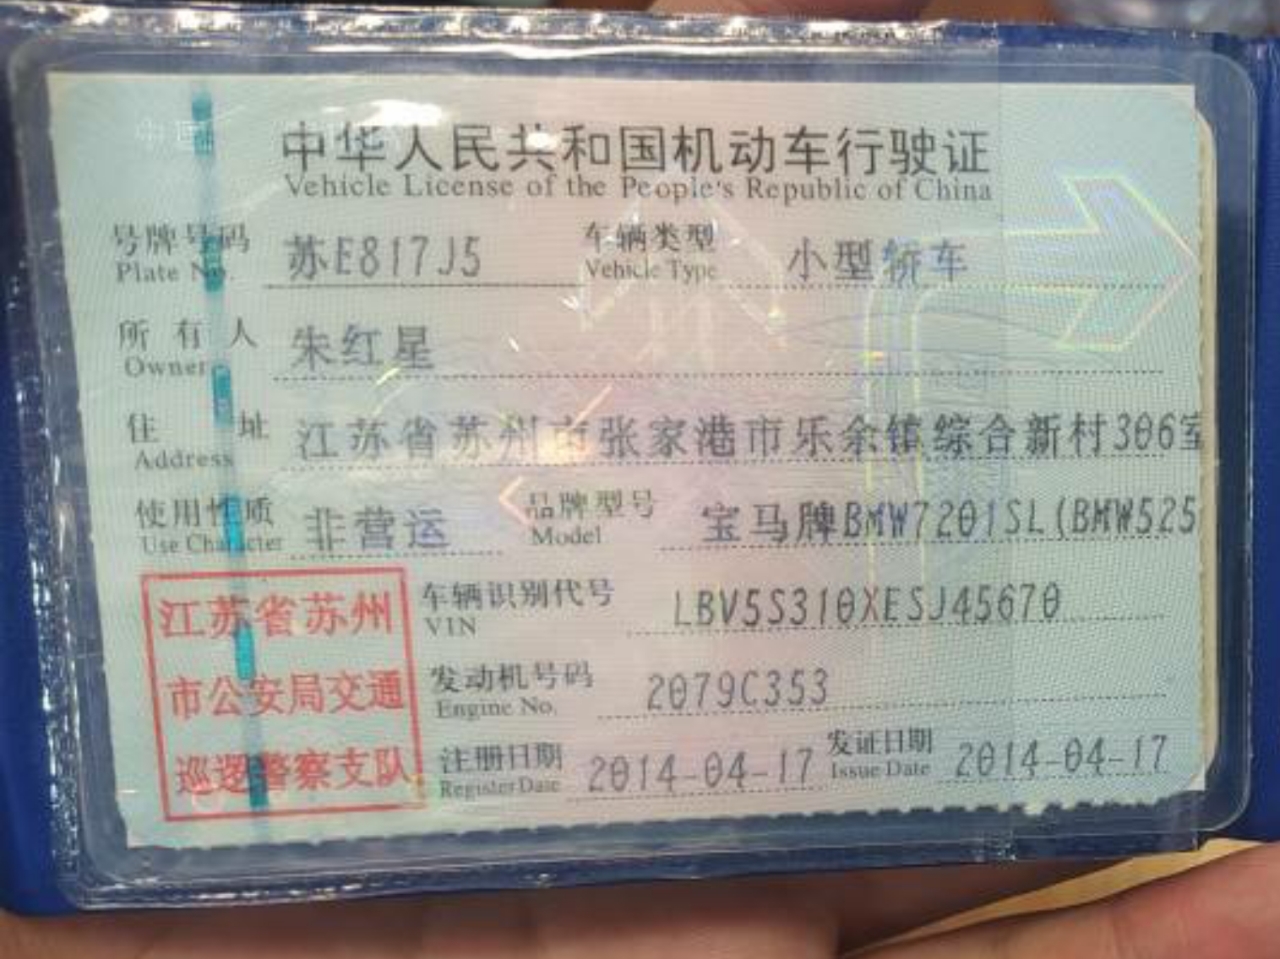 中国
中华人民共和国机动车行驶证
Vehicle License of the People's Republic of China
号牌号码 苏E817J5 车辆类型 小型轿车
Plate No. Vehicle Type
所有人 朱红星
Owner
住址 江苏省苏州市张家港市乐余镇综合新村306室
Address
使用性质 非营运 品牌型号 宝马牌BMW7201SL(BMW525
Use Character Model
江苏省苏州
市公安局交通
巡逻警察支队
车辆识别代号 LBV5S310XESJ45670
VIN
发动机号码 2079C353
Engine No.
注册日期 2014-04-17 发证日期 2014-04-17
Register Date Issue Date